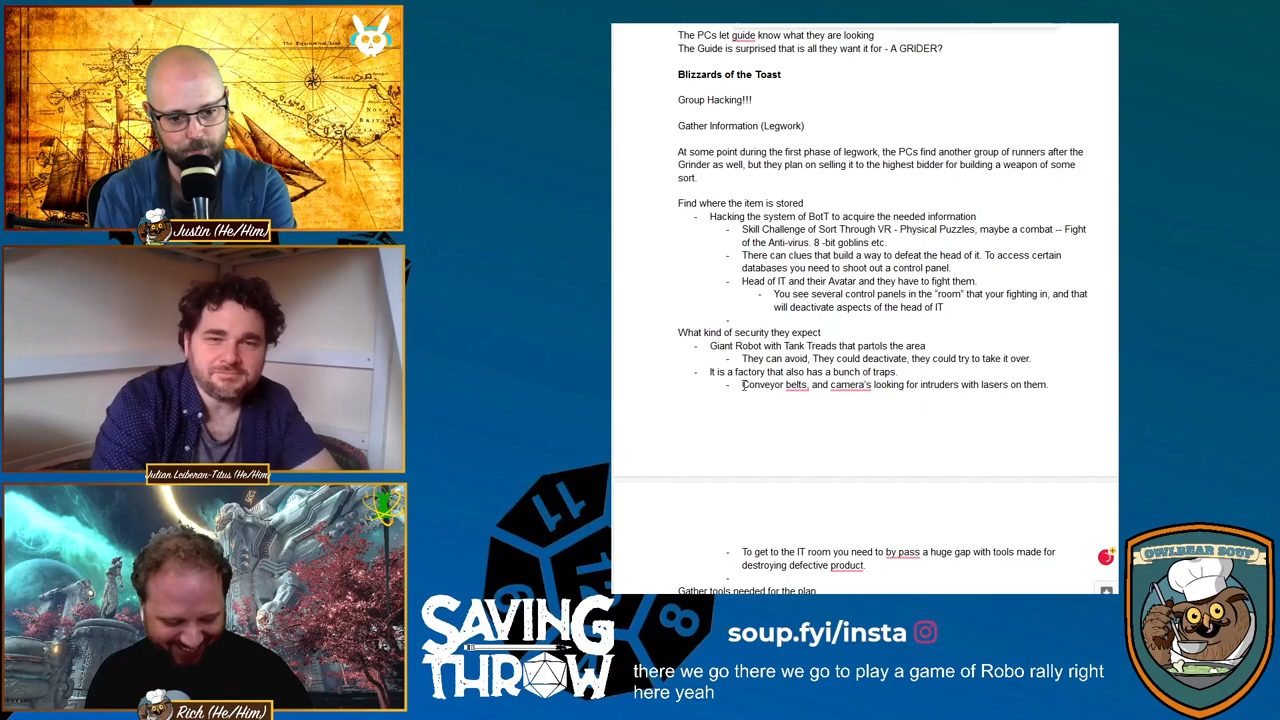 Justin (He/Him)
Julian Leiberan-Titus (He/Him)
Rich (He/Him)
The PCs let guide know what they are looking
The Guide is surprised that is all they want it for - A GRIDER?
Blizzards of the Toast
Group Hacking!!!
Gather Information (Legwork)
At some point during the first phase of legwork, the PCs find another group of runners after the
Grinder as well, but they plan on selling it to the highest bidder for building a weapon of some
sort.
Find where the item is stored
- Hacking the system of BotT to acquire the needed information
- Skill Challenge of Sort Through VR - Physical Puzzles, maybe a combat -- Fight
of the Anti-virus. 8 -bit goblins etc.
- There can clues that build a way to defeat the head of it. To access certain
databases you need to shoot out a control panel.
- Head of IT and their Avatar and they have to fight them.
- You see several control panels in the "room" that your fighting in, and that
will deactivate aspects of the head of IT
-
What kind of security they expect
- Giant Robot with Tank Treads that partols the area
- They can avoid, They could deactivate, they could try to take it over.
- It is a factory that also has a bunch of traps.
- Conveyor belts, and camera's looking for intruders with lasers on them.
- To get to the IT room you need to by pass a huge gap with tools made for
destroying defective product.
-
Gather tools needed for the plan
11
12
6
8
SAVING
THROW
soup.fyi/insta
there we go there we go to play a game of Robo rally right
here yeah
OWLBEAR SOUP